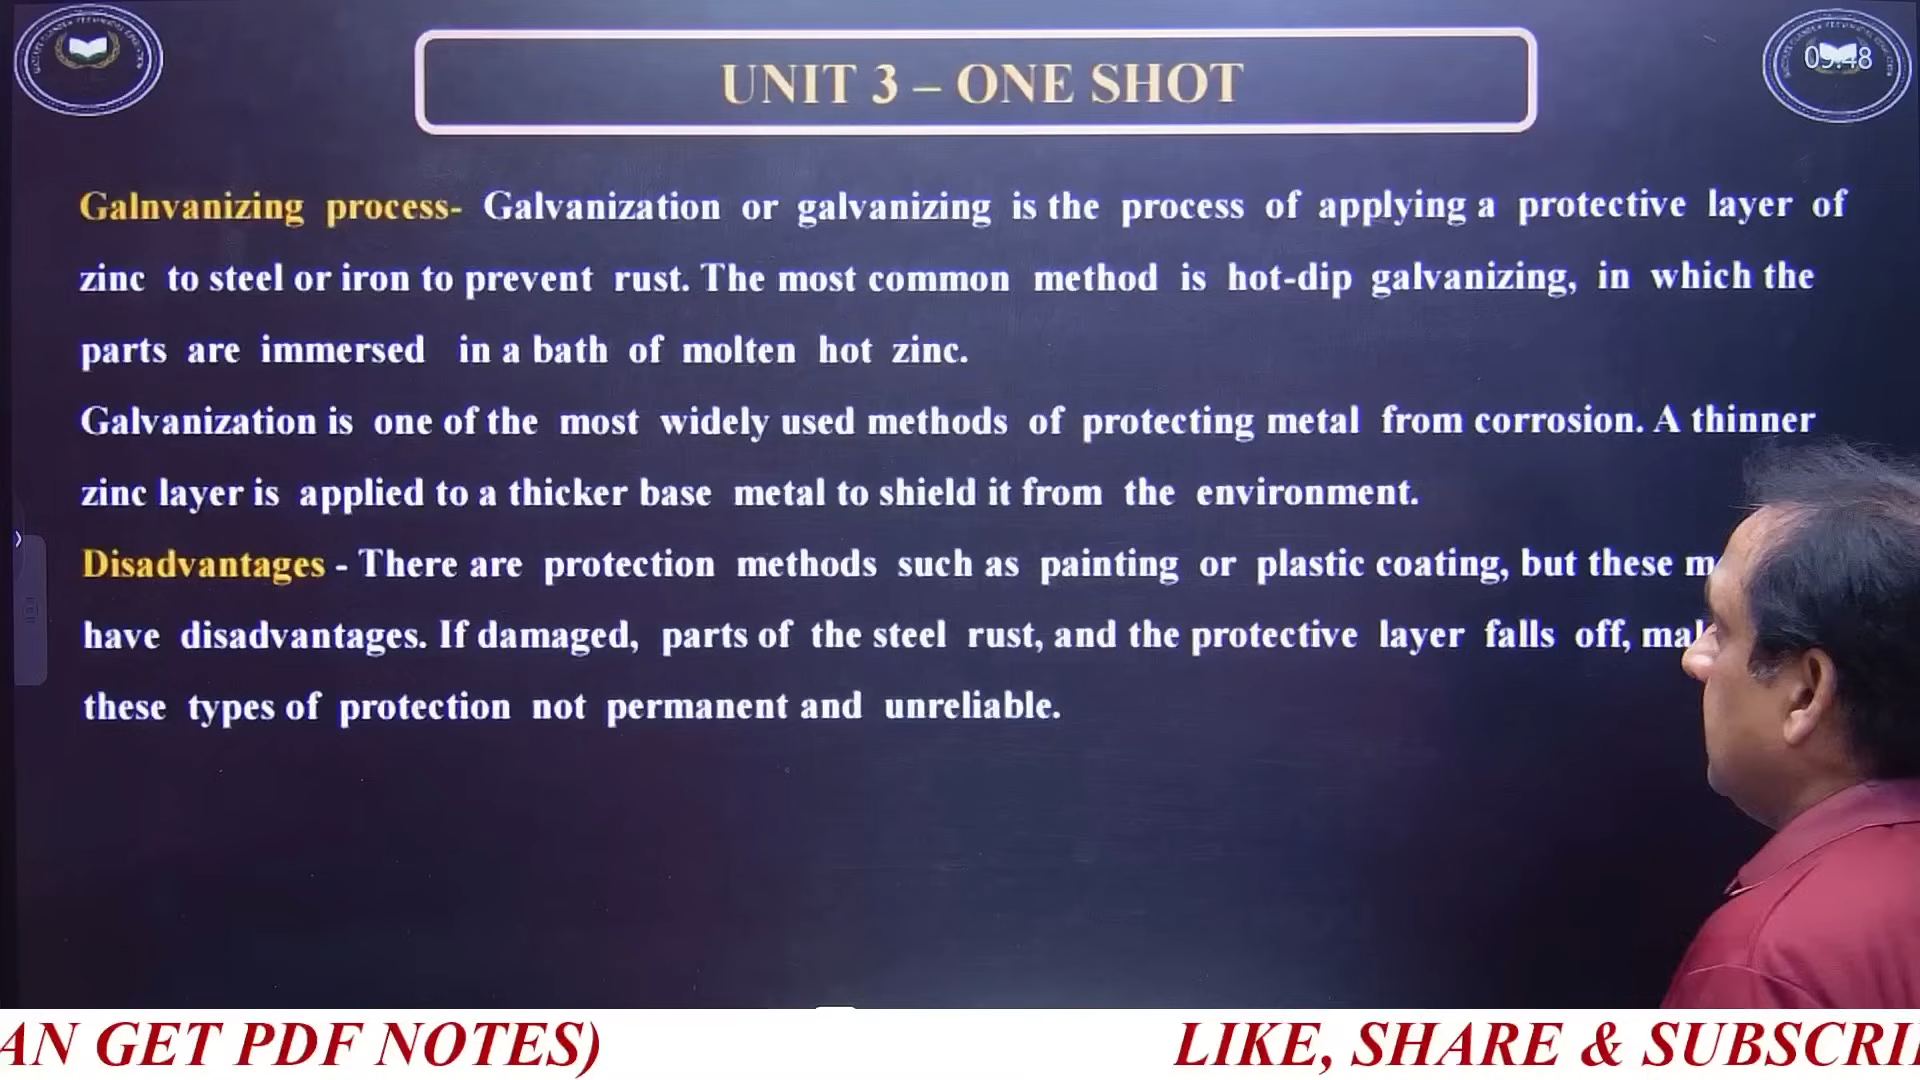 09:48
UNIT 3 – ONE SHOT
Galnvanizing process- Galvanization or galvanizing is the process of applying a protective layer of
zinc to steel or iron to prevent rust. The most common method is hot-dip galvanizing, in which the
parts are immersed in a bath of molten hot zinc.
Galvanization is one of the most widely used methods of protecting metal from corrosion. A thinner
zinc layer is applied to a thicker base metal to shield it from the environment.
Disadvantages - There are protection methods such as painting or plastic coating, but these
have disadvantages. If damaged, parts of the steel rust, and the protective layer falls off,
these types of protection not permanent and unreliable.
AN GET PDF NOTES) LIKE, SHARE & SUBSCRI